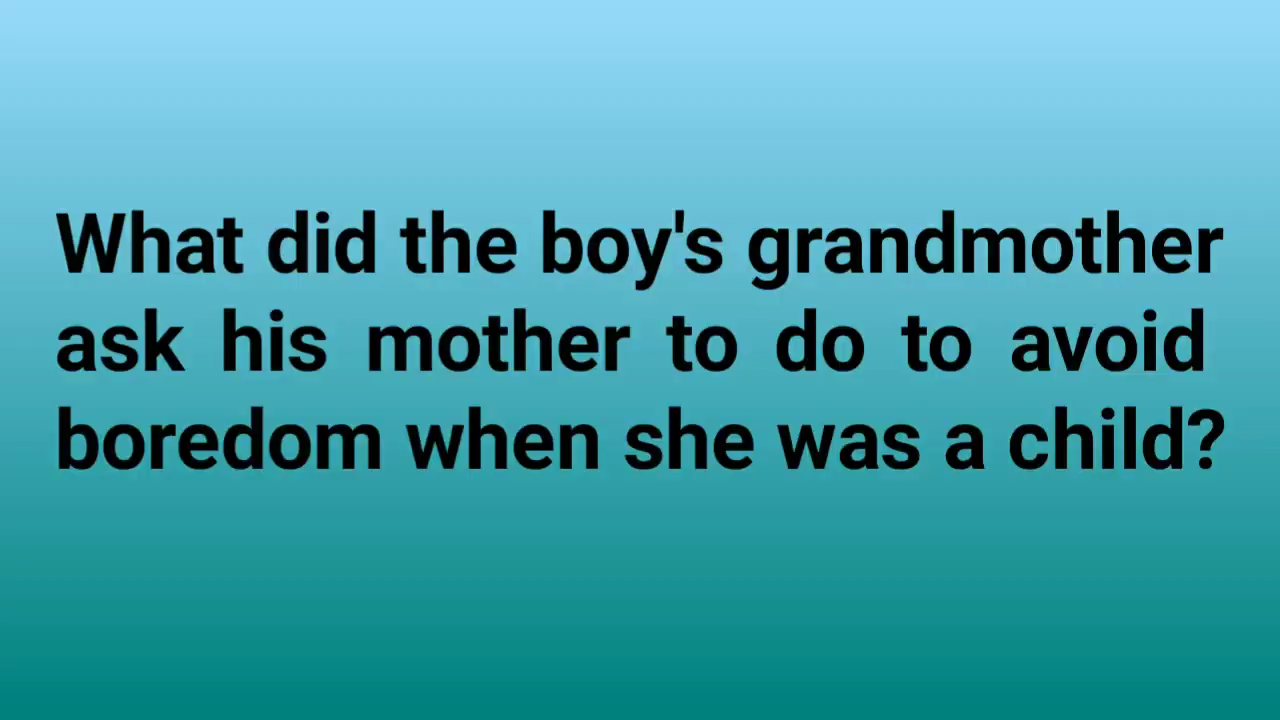 What did the boy's grandmother
ask his mother to do to avoid
boredom when she was a child?